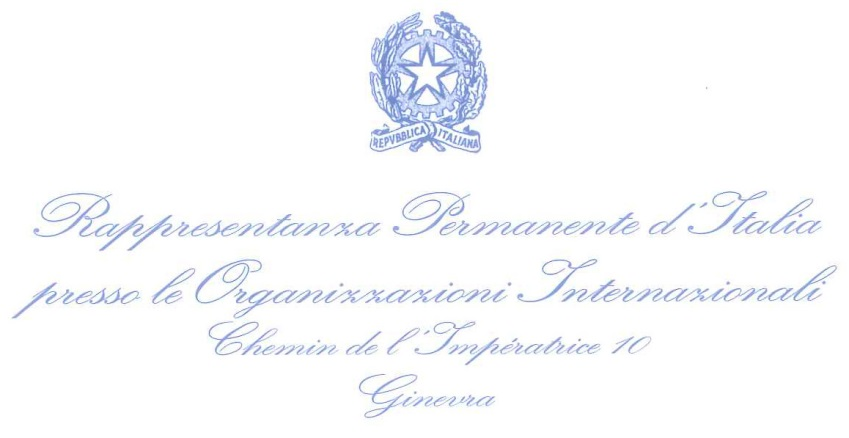 REPVBBLICA ITALIANA
Rappresentanza Permanente d'Italia
presso le Organizzazioni Internazionali
Chemin de l'Impératrice 10
Ginevra